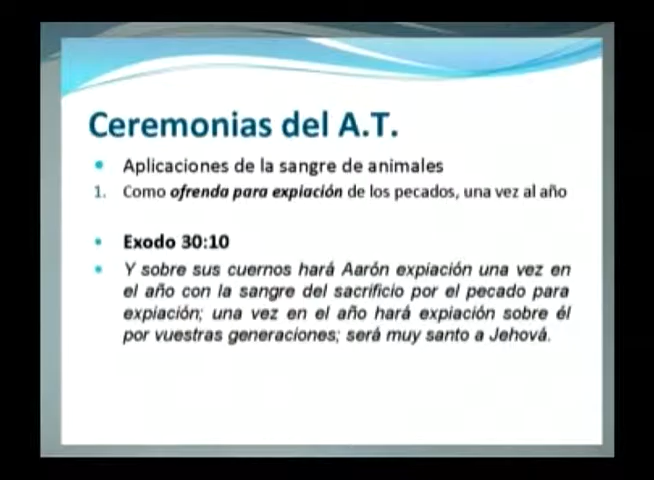 Ceremonias del A.T.
Aplicaciones de la sangre de animales
1. Como ofrenda para expiación de los pecados, una vez al año
Exodo 30:10
Y sobre sus cuernos hará Aarón expiación una vez en
el año con la sangre del sacrificio por el pecado para
expiación; una vez en el año hará expiación sobre él
por vuestras generaciones; será muy santo a Jehová.